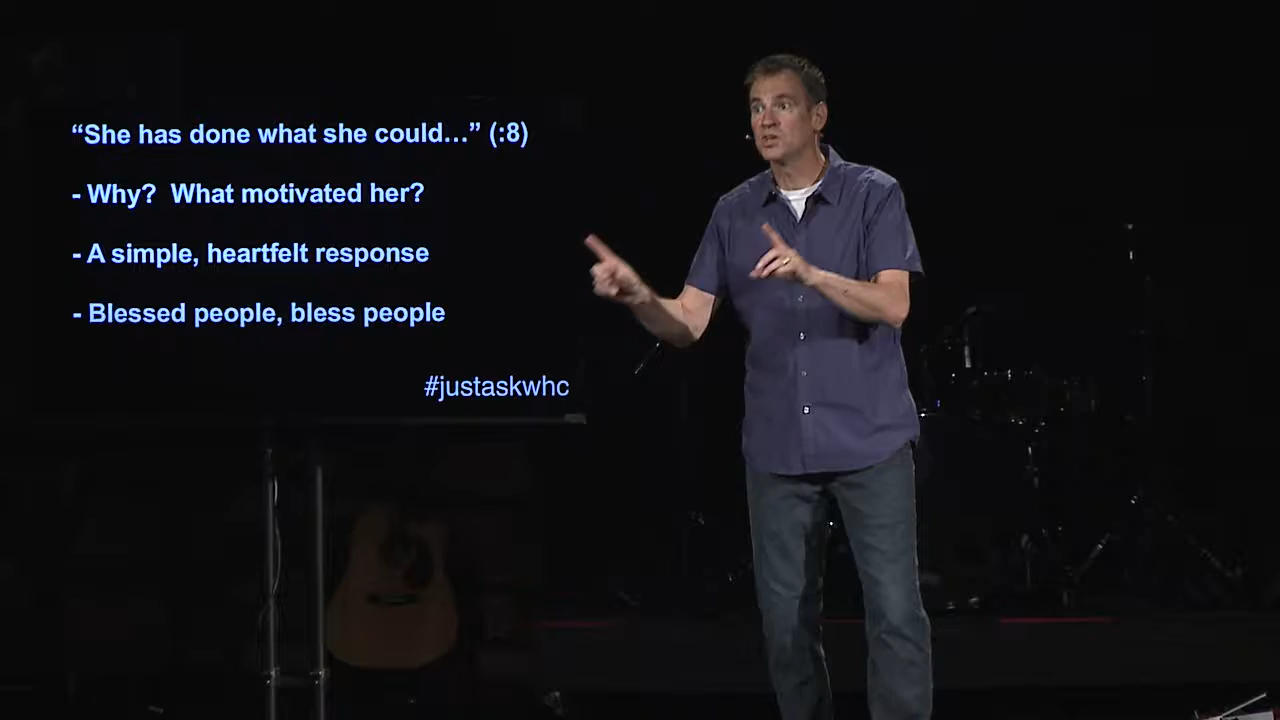 “She has done what she could…” (:8)
- Why?  What motivated her?
- A simple, heartfelt response
- Blessed people, bless people
#justaskwhc